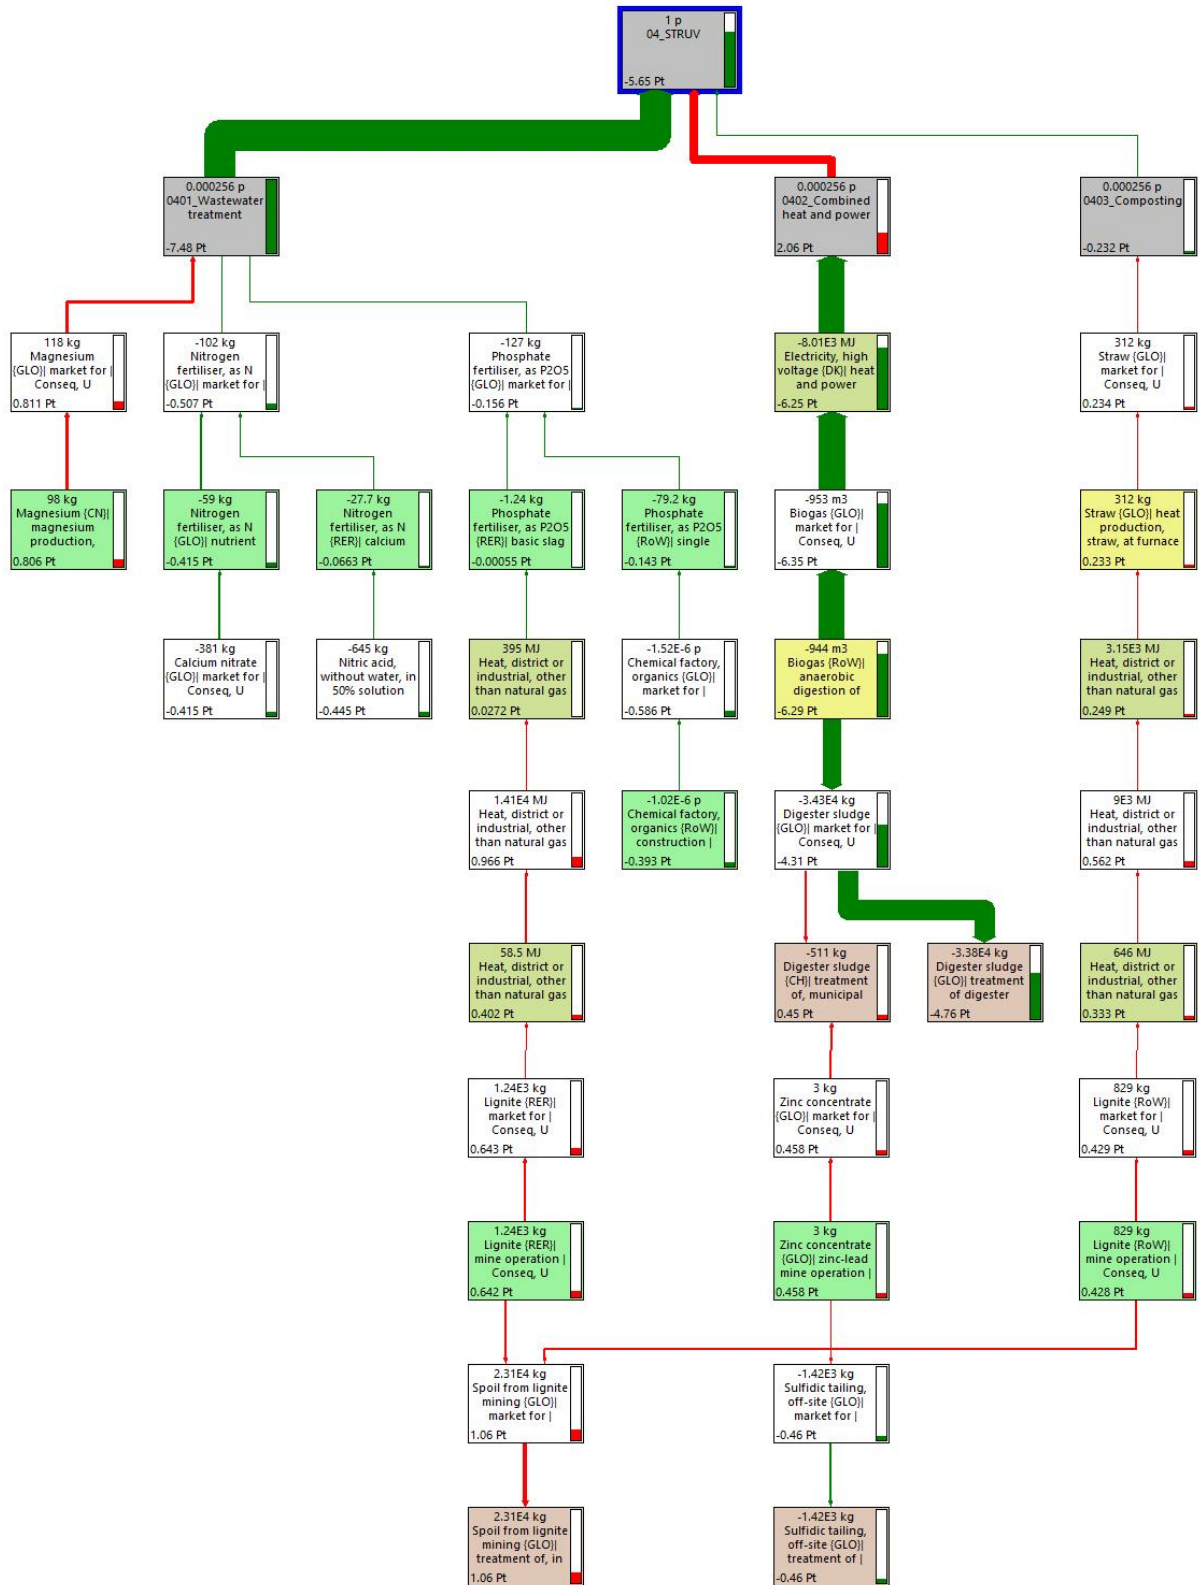 1 p
04_STRUV
-5.65 Pt
0.000256 p
0401_Wastewater
treatment
-7.48 Pt
0.000256 p
0402_Combined
heat and power
2.06 Pt
0.000256 p
0403_Composting
-0.232 Pt
118 kg
Magnesium
{GLO}| market for |
Conseq, U
0.811 Pt
-102 kg
Nitrogen
fertiliser, as N
{GLO}| market for |
-0.507 Pt
-127 kg
Phosphate
fertiliser, as P2O5
{GLO}| market for |
-0.156 Pt
-8.01E3 MJ
Electricity, high
voltage {DK}| heat
and power
-6.25 Pt
312 kg
Straw {GLO}|
market for |
Conseq, U
0.234 Pt
98 kg
Magnesium {CN}|
magnesium
production,
0.806 Pt
-59 kg
Nitrogen
fertiliser, as N
{GLO}| nutrient
-0.415 Pt
-27.7 kg
Nitrogen
fertiliser, as N
{RER}| calcium
-0.0663 Pt
-1.24 kg
Phosphate
fertiliser, as P2O5
{RER}| basic slag
-0.00055 Pt
-79.2 kg
Phosphate
fertiliser, as P2O5
{RoW}| single
-0.143 Pt
-953 m3
Biogas {GLO}|
market for |
Conseq, U
-6.35 Pt
312 kg
Straw {GLO}| heat
production,
straw, at furnace
0.233 Pt
-381 kg
Calcium nitrate
{GLO}| market for |
Conseq, U
-0.415 Pt
-645 kg
Nitric acid,
without water, in
50% solution
-0.445 Pt
395 MJ
Heat, district or
industrial, other
than natural gas
0.0272 Pt
-1.52E-6 p
Chemical factory,
organics {GLO}|
market for |
-0.586 Pt
-944 m3
Biogas {RoW}|
anaerobic
digestion of
-6.29 Pt
3.15E3 MJ
Heat, district or
industrial, other
than natural gas
0.249 Pt
1.41E4 MJ
Heat, district or
industrial, other
than natural gas
0.966 Pt
-1.02E-6 p
Chemical factory,
organics {RoW}|
construction |
-0.393 Pt
-3.43E4 kg
Digester sludge
{GLO}| market for |
Conseq, U
-4.31 Pt
9E3 MJ
Heat, district or
industrial, other
than natural gas
0.562 Pt
58.5 MJ
Heat, district or
industrial, other
than natural gas
0.402 Pt
-511 kg
Digester sludge
{CH}| treatment
of, municipal
0.45 Pt
-3.38E4 kg
Digester sludge
{GLO}| treatment
of digester
-4.76 Pt
646 MJ
Heat, district or
industrial, other
than natural gas
0.333 Pt
1.24E3 kg
Lignite {RER}|
market for |
Conseq, U
0.643 Pt
3 kg
Zinc concentrate
{GLO}| market for |
Conseq, U
0.458 Pt
829 kg
Lignite {RoW}|
market for |
Conseq, U
0.429 Pt
1.24E3 kg
Lignite {RER}|
mine operation |
Conseq, U
0.642 Pt
3 kg
Zinc concentrate
{GLO}| zinc-lead
mine operation |
0.458 Pt
829 kg
Lignite {RoW}|
mine operation |
Conseq, U
0.428 Pt
2.31E4 kg
Spoil from lignite
mining {GLO}|
market for |
1.06 Pt
-1.42E3 kg
Sulfidic tailing,
off-site {GLO}|
market for |
-0.46 Pt
2.31E4 kg
Spoil from lignite
mining {GLO}|
treatment of, in
1.06 Pt
-1.42E3 kg
Sulfidic tailing,
off-site {GLO}|
treatment of |
-0.46 Pt